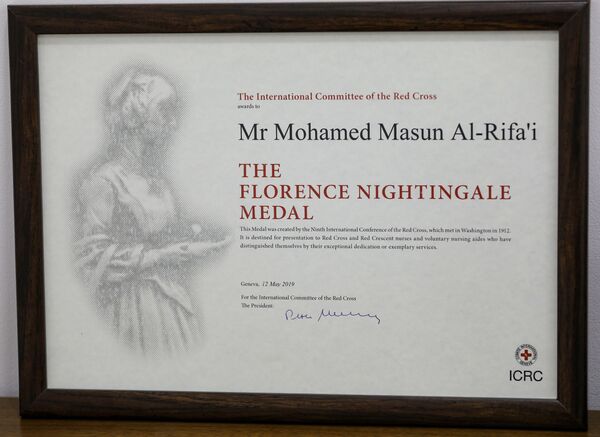 The International Committee of the Red Cross
awards to
Mr Mohamed Masun Al-Rifa'i
THE
FLORENCE NIGHTINGALE
MEDAL
This Medal was created by the Ninth International Conference of the Red Cross, which met in Washington in 1912.
It is destined for presentation to Red Cross and Red Crescent nurses and voluntary nursing aides who have
distinguished themselves by their exceptional dedication or exemplary services.
Geneva, 12 May 2019
For the International Committee of the Red Cross
The President:
COMITE INTERNATIONAL GENEVE
ICRC